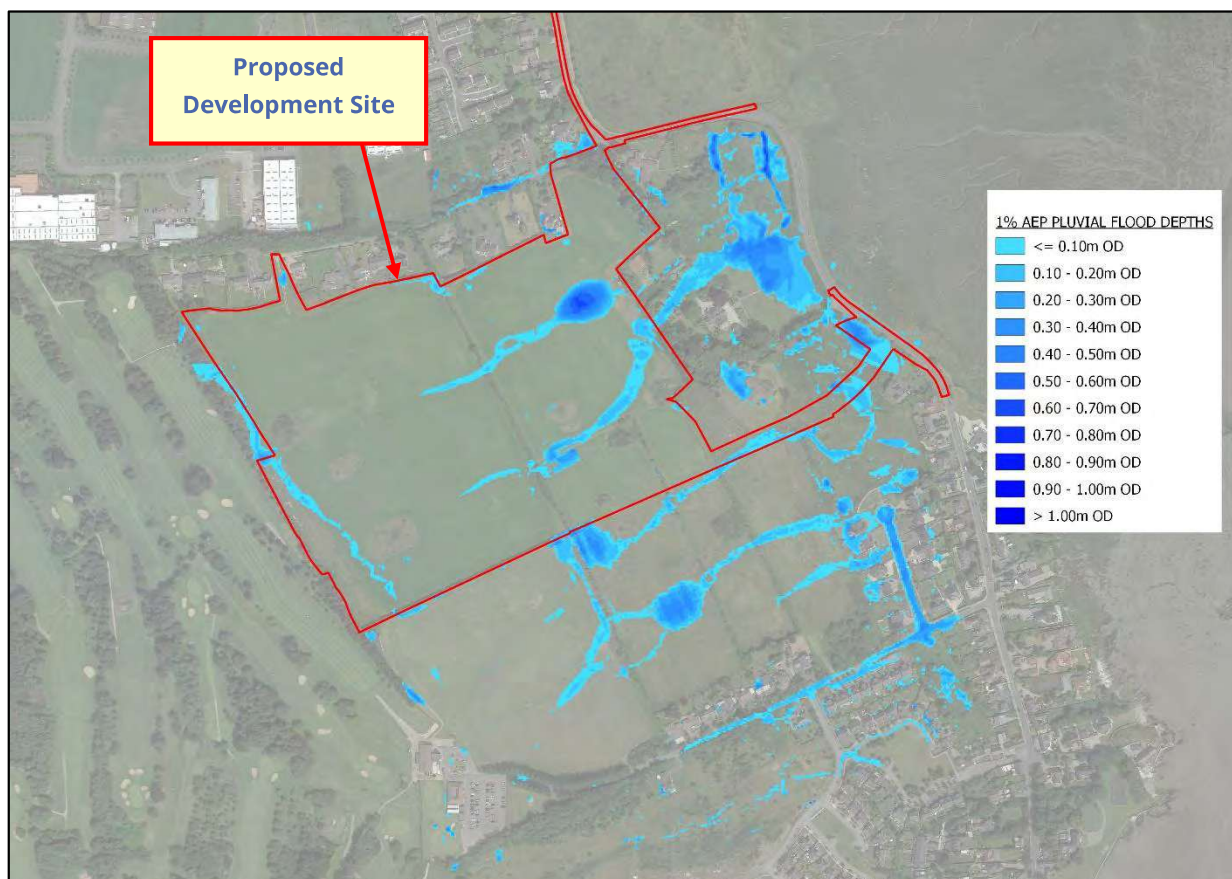 Proposed
Development Site
1% AEP PLUVIAL FLOOD DEPTHS
<= 0.10m OD
0.10 - 0.20m OD
0.20 - 0.30m OD
0.30 - 0.40m OD
0.40 - 0.50m OD
0.50 - 0.60m OD
0.60 - 0.70m OD
0.70 - 0.80m OD
0.80 - 0.90m OD
0.90 - 1.00m OD
> 1.00m OD